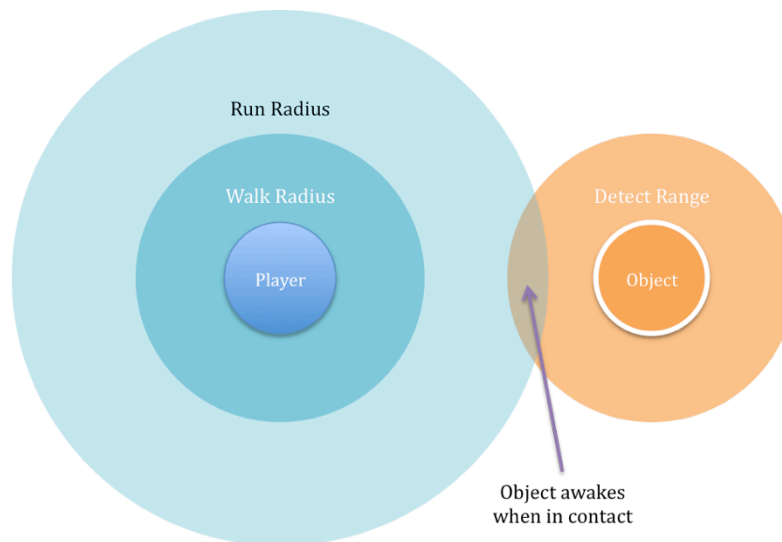 Run Radius
Walk Radius
Detect Range
Player
Object
Object awakes
when in contact